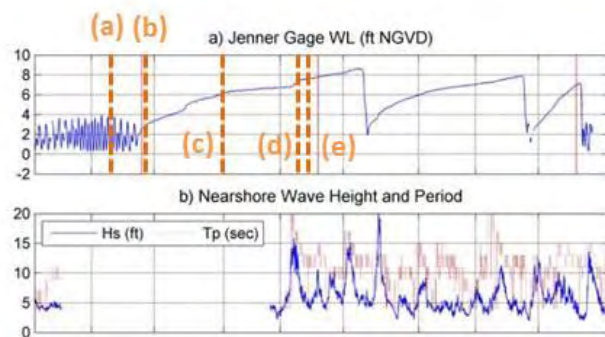 (a) (b)
a) Jenner Gage WL (ft NGVD)
10
8
6
4
2
0
-2
(c) (d) (e)
b) Nearshore Wave Height and Period
20
15
10
5
0
Hs (ft) Tp (sec)